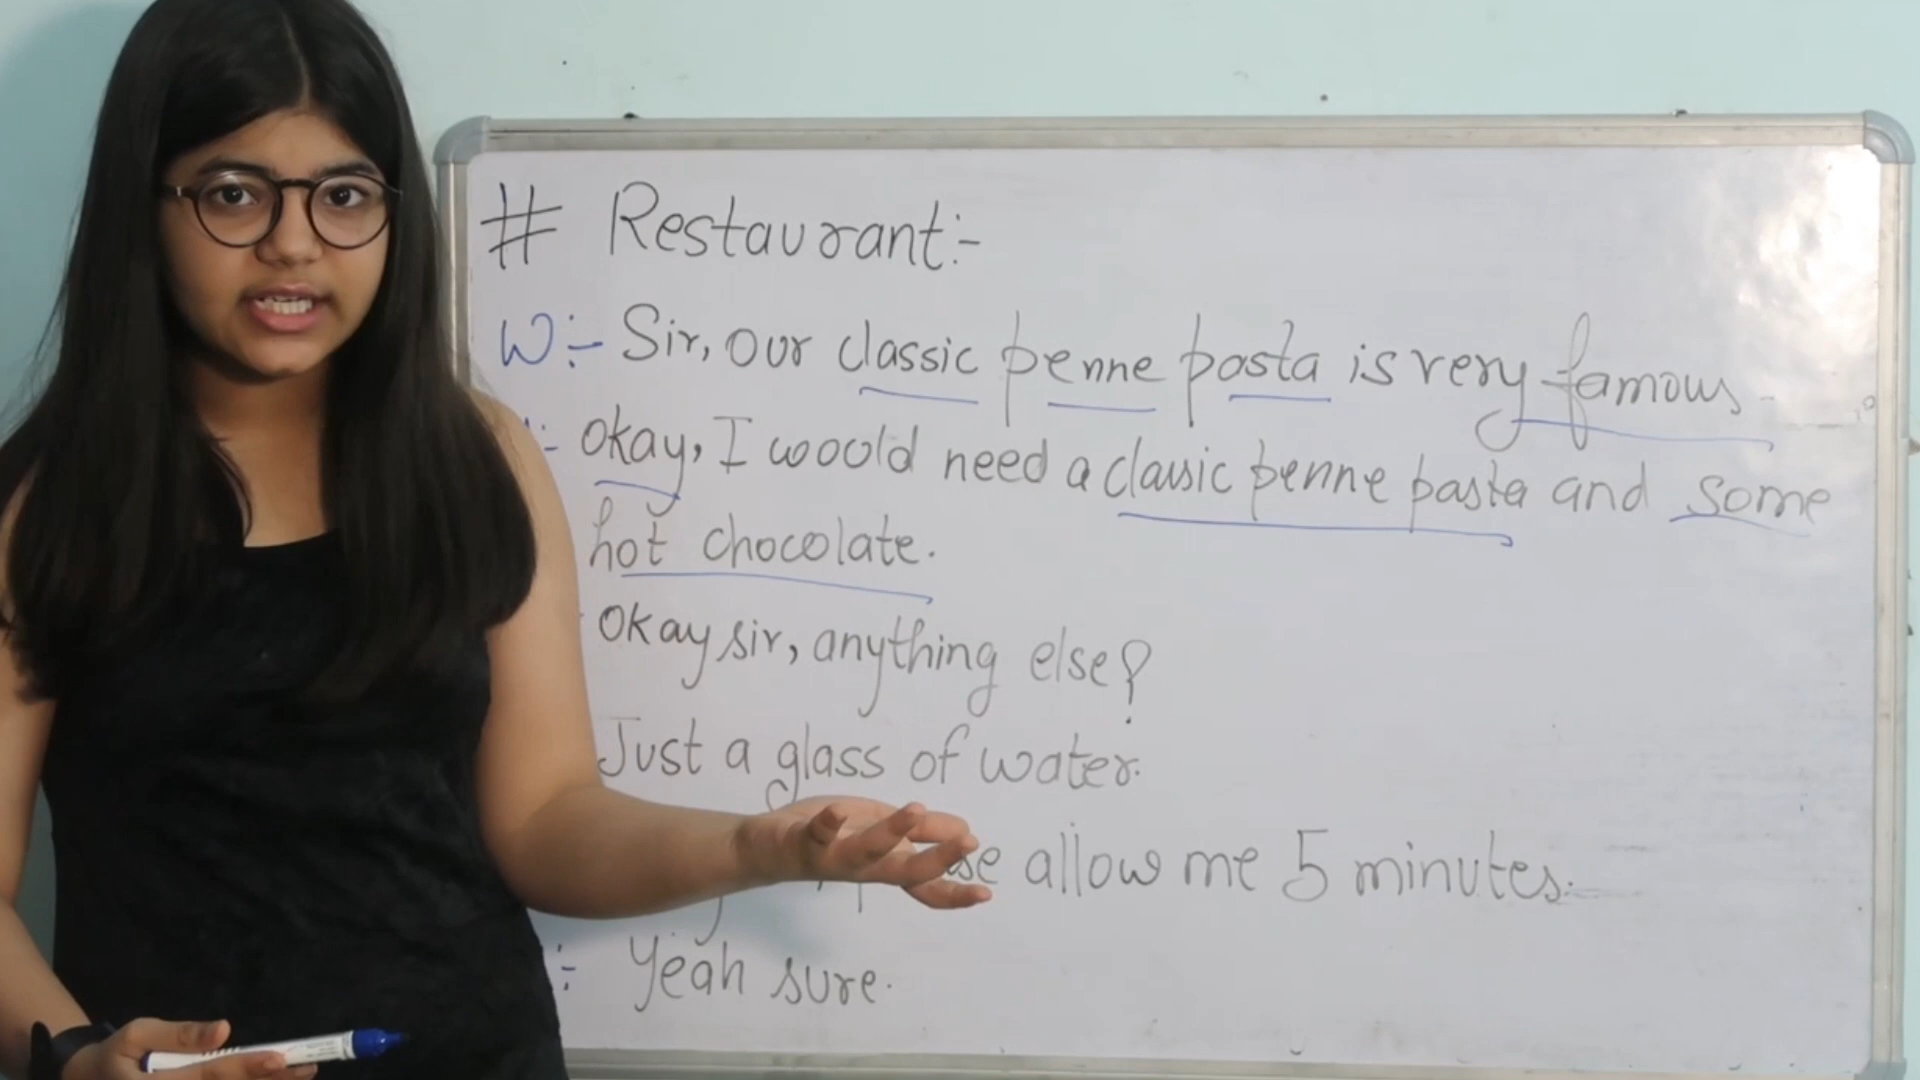 # Restaurant:-
W:- Sir, our classic penne pasta is very famous
:- okay, I woould need a classic penne pasta and some
hot chocolate.
okay sir, anything else?
Just a glass of water.
allow me 5 minutes.
:- Yeah sure.